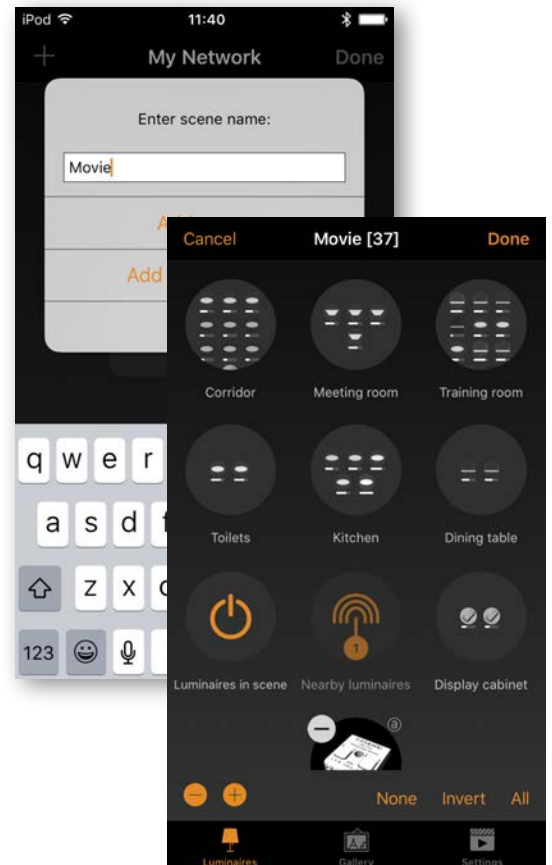 iPod 11:40
+ My Network Done
Enter scene name:
Movie
Add
q w e r
a s d
z x
123
Cancel Movie [37] Done
Corridor Meeting room Training room
Toilets Kitchen Dining table
1
Luminaires in scene Nearby luminaires Display cabinet
a
None Invert All
Luminaires Gallery Settings